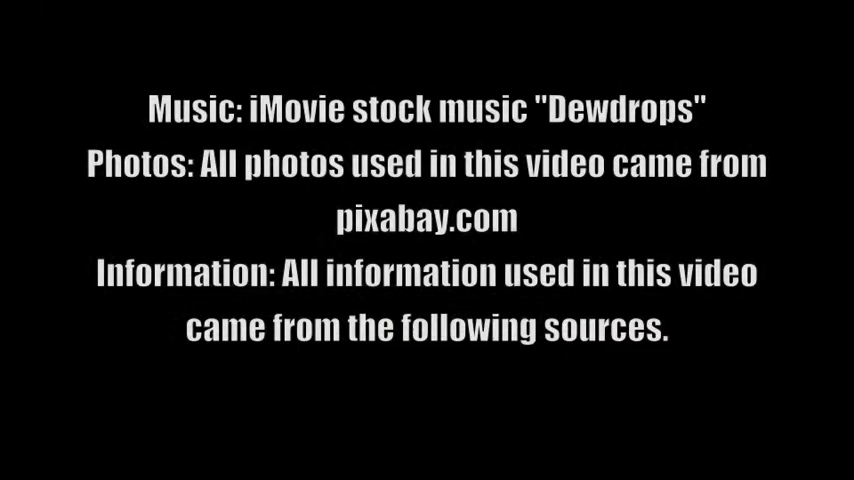 Music: iMovie stock music "Dewdrops"
Photos: All photos used in this video came from
pixabay.com
Information: All information used in this video
came from the following sources.